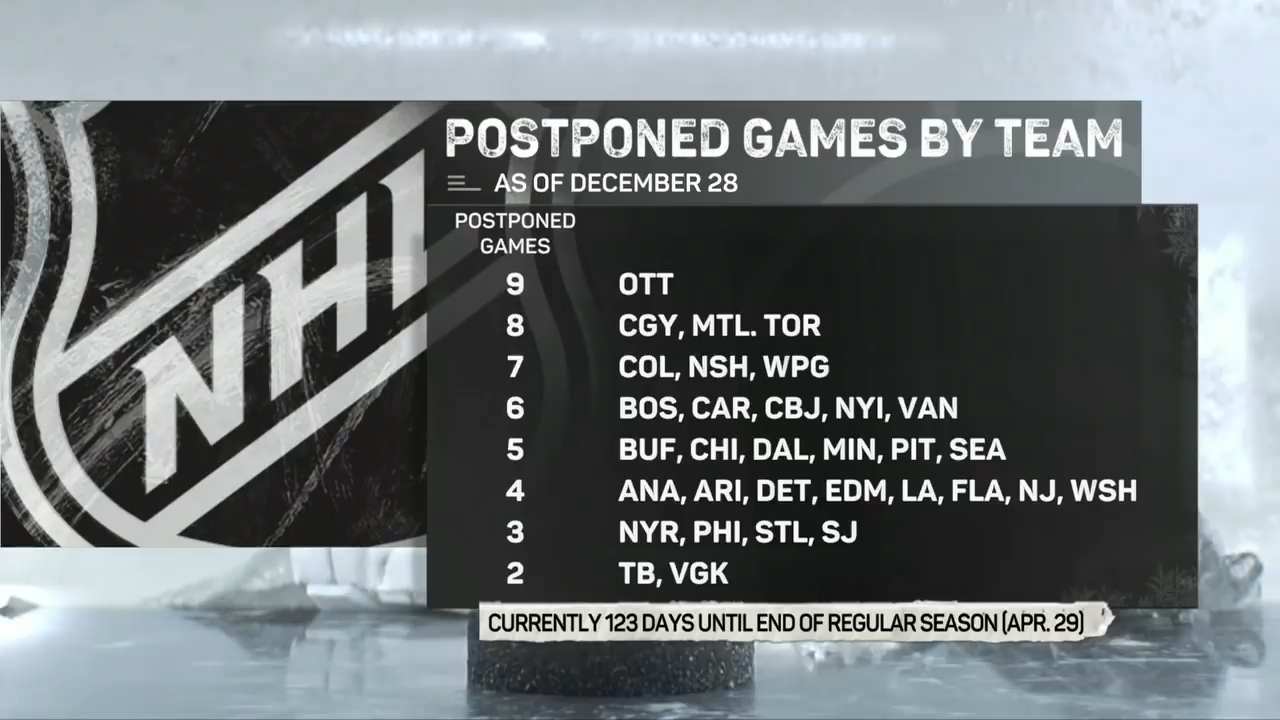 NHL
POSTPONED GAMES BY TEAM
AS OF DECEMBER 28
POSTPONED
GAMES
9 OTT
8 CGY, MTL. TOR
7 COL, NSH, WPG
6 BOS, CAR, CBJ, NYI, VAN
5 BUF, CHI, DAL, MIN, PIT, SEA
4 ANA, ARI, DET, EDM, LA, FLA, NJ, WSH
3 NYR, PHI, STL, SJ
2 TB, VGK
CURRENTLY 123 DAYS UNTIL END OF REGULAR SEASON (APR. 29)